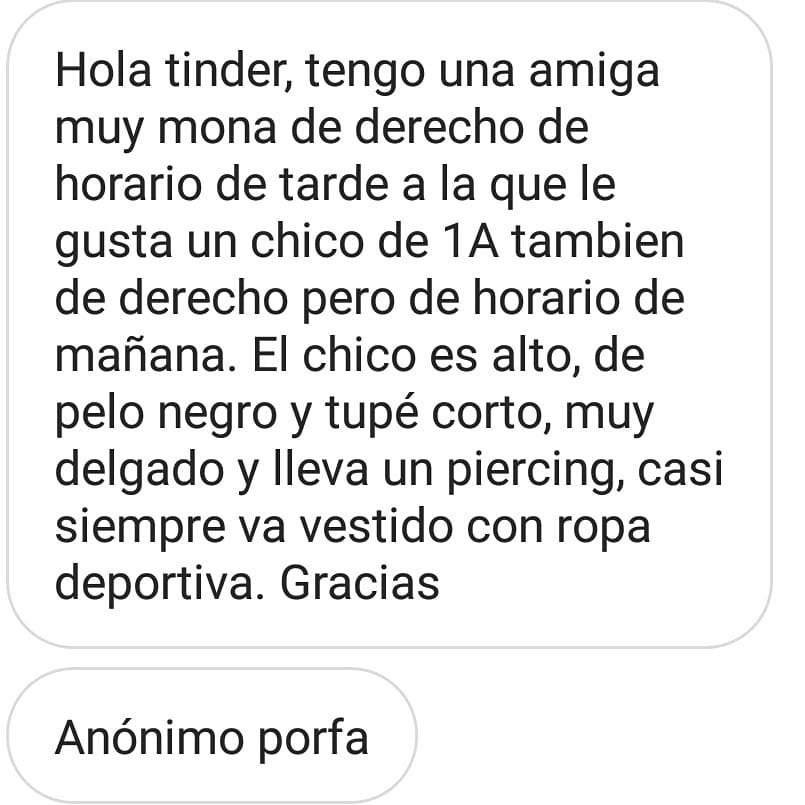 Hola tinder, tengo una amiga
muy mona de derecho de
horario de tarde a la que le
gusta un chico de 1A tambien
de derecho pero de horario de
mañana. El chico es alto, de
pelo negro y tupé corto, muy
delgado y lleva un piercing, casi
siempre va vestido con ropa
deportiva. Gracias
Anónimo porfa